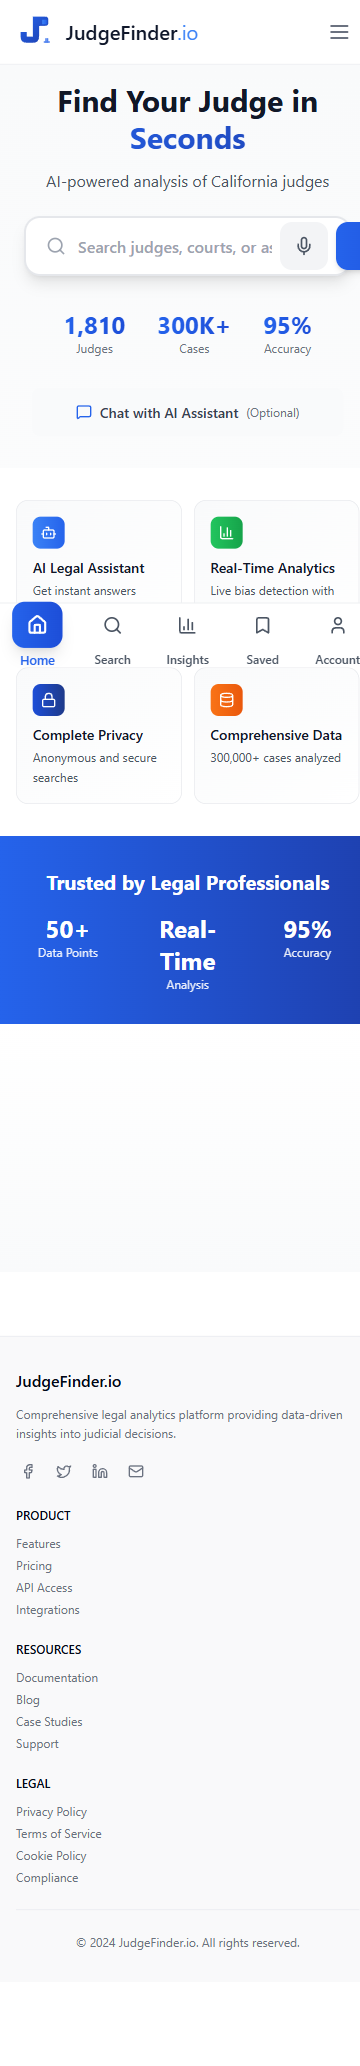 JudgeFinder.io
Find Your Judge in
Seconds
AI-powered analysis of California judges
Search judges, courts, or as
1,810
Judges
300K+
Cases
95%
Accuracy
Chat with AI Assistant (Optional)
AI Legal Assistant
Get instant answers
Real-Time Analytics
Live bias detection with
Home
Search
Insights
Saved
Account
Complete Privacy
Anonymous and secure
searches
Comprehensive Data
300,000+ cases analyzed
Trusted by Legal Professionals
50+
Data Points
Real-
Time
Analysis
95%
Accuracy
JudgeFinder.io
Comprehensive legal analytics platform providing data-driven
insights into judicial decisions.
PRODUCT
Features
Pricing
API Access
Integrations
RESOURCES
Documentation
Blog
Case Studies
Support
LEGAL
Privacy Policy
Terms of Service
Cookie Policy
Compliance
© 2024 JudgeFinder.io. All rights reserved.